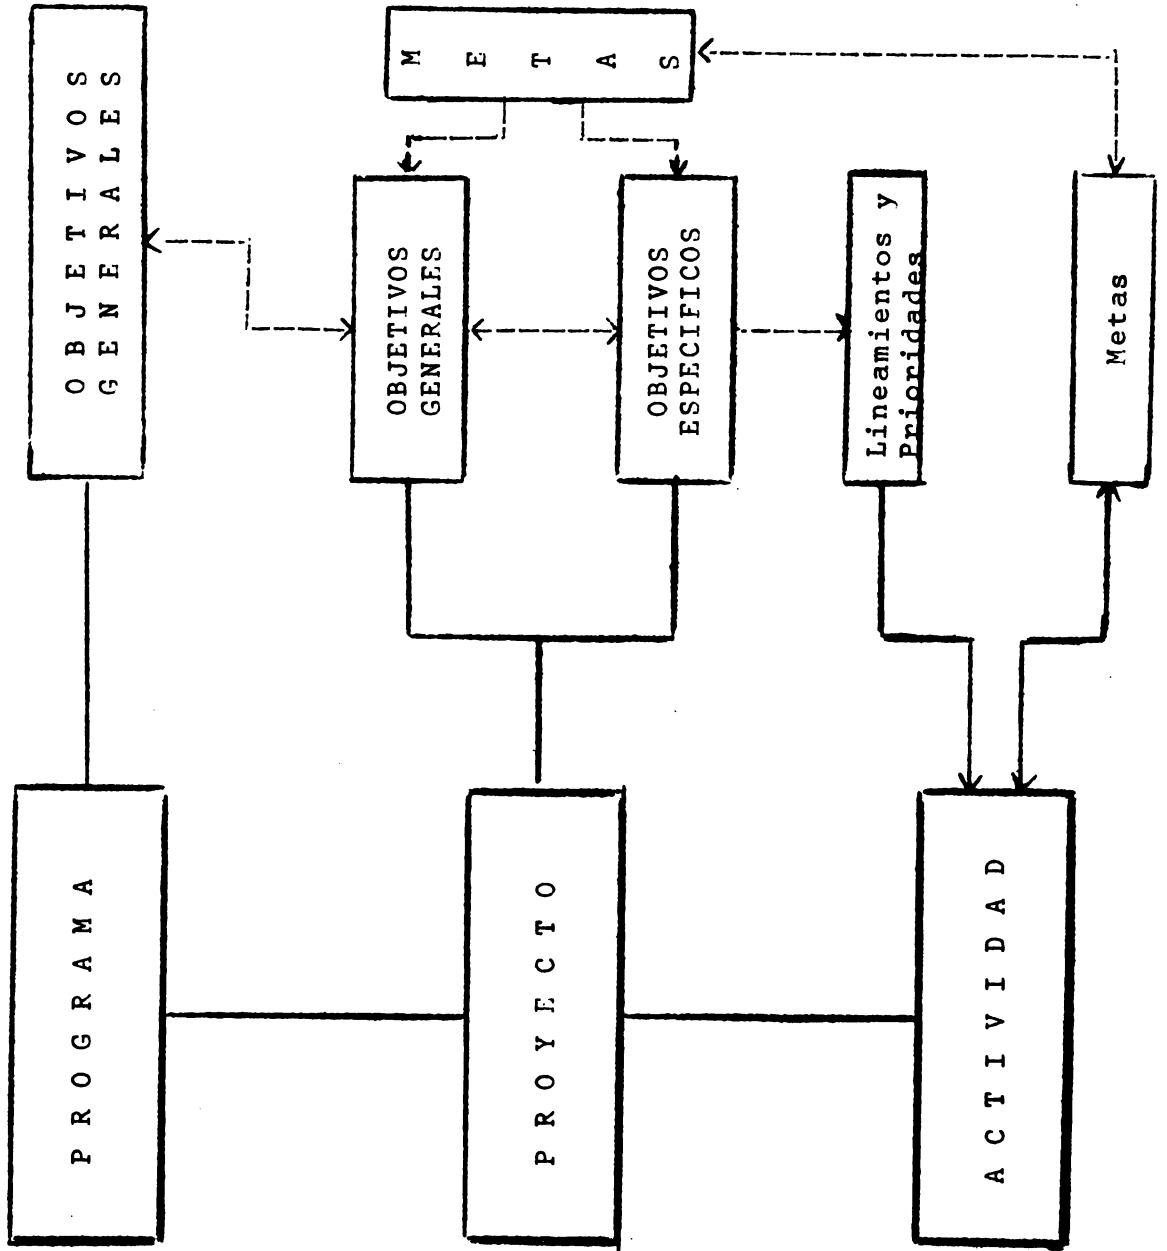 PROGRAMA
OBJETIVOS
GENERALES
PROYECTO
OBJETIVOS
GENERALES
OBJETIVOS
ESPECIFICOS
METAS
ACTIVIDAD
Lineamientos y
Prioridades
Metas